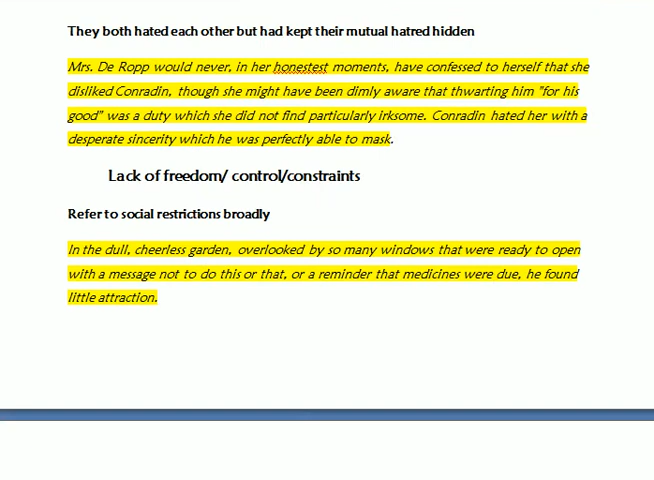 They both hated each other but had kept their mutual hatred hidden
Mrs. De Ropp would never, in her honestest moments, have confessed to herself that she
disliked Conradin, though she might have been dimly aware that thwarting him "for his
good" was a duty which she did not find particularly irksome. Conradin hated her with a
desperate sincerity which he was perfectly able to mask.
Lack of freedom/ control/constraints
Refer to social restrictions broadly
In the dull, cheerless garden, overlooked by so many windows that were ready to open
with a message not to do this or that, or a reminder that medicines were due, he found
little attraction.